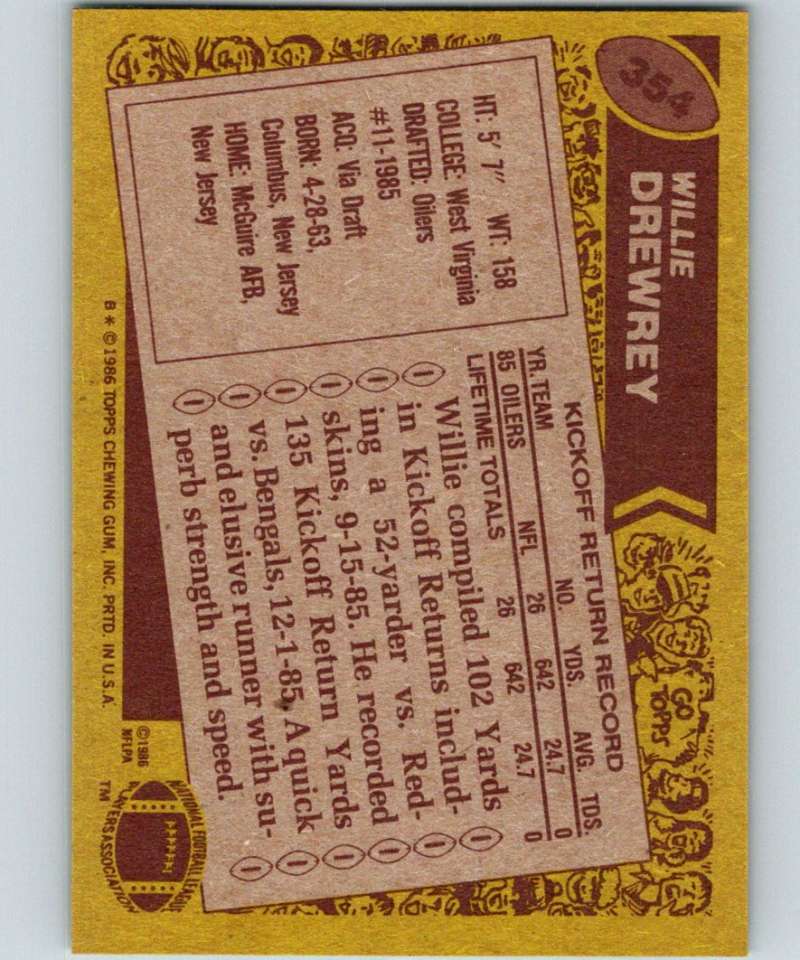 354
WILLIE
DREWREY
HT: 5' 7" WT: 158
COLLEGE: West Virginia
DRAFTED: Oilers
#11-1985
ACQ: Via Draft
BORN: 4-28-63,
Columbus, New Jersey
HOME: McGuire AFB,
New Jersey
KICKOFF RETURN RECORD
YR. TEAM NO. YDS. AVG. TDS.
85 OILERS NFL 26 642 24.7 0
LIFETIME TOTALS 26 642 24.7 0
Willie compiled 102 Yards
in Kickoff Returns includ-
ing a 52-yarder vs. Red-
skins, 9-15-85. He recorded
135 Kickoff Return Yards
vs. Bengals, 12-1-85. A quick
and elusive runner with su-
perb strength and speed.
GO
TOPPS
B* ©1986 TOPPS CHEWING GUM, INC. PRTD. IN U.S.A.
©1986
NFLPA
NATIONAL FOOTBALL LEAGUE
PLAYERS ASSOCIATION
TM